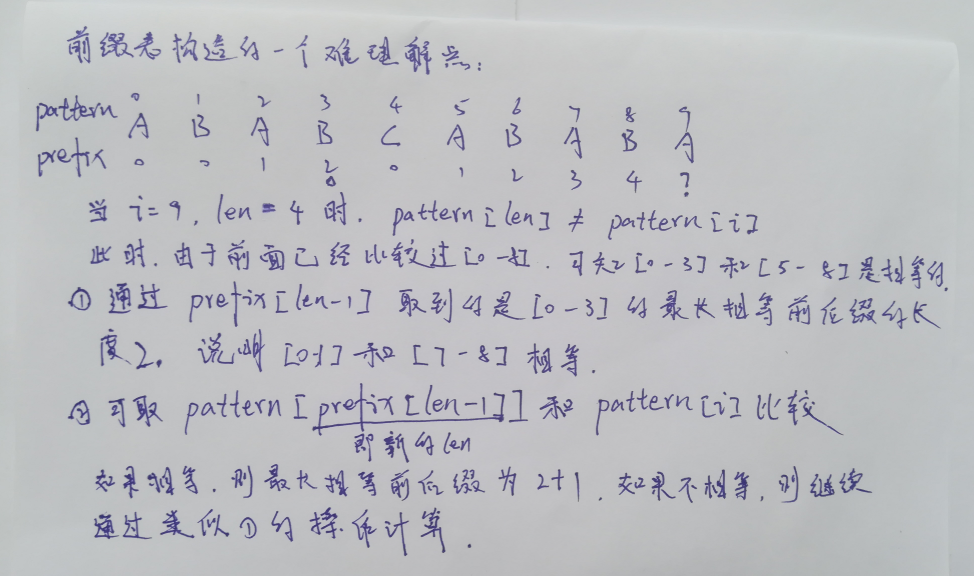 前缀表构造的一个难理解点:
0 1 2 3 4 5 6 7 8 9
pattern A B A B C A B A B A
prefix 0 0 1 2 0 1 2 3 4 ?
当 i=9, len=4 时. pattern[len] ≠ pattern[i]
此时. 由于前面已经比较过[0-8]. 可知[0-3]和[5-8]是相等的.
① 通过 prefix[len-1] 取到的是[0-3]的最长相等前后缀的长
度2. 说明[0-1]和[7-8]相等.
② 可取 pattern[prefix[len-1]] 和 pattern[i] 比较
即新的len
如果相等, 则最长相等前后缀为 2+1. 如果不相等, 则继续
通过类似①的操作计算.